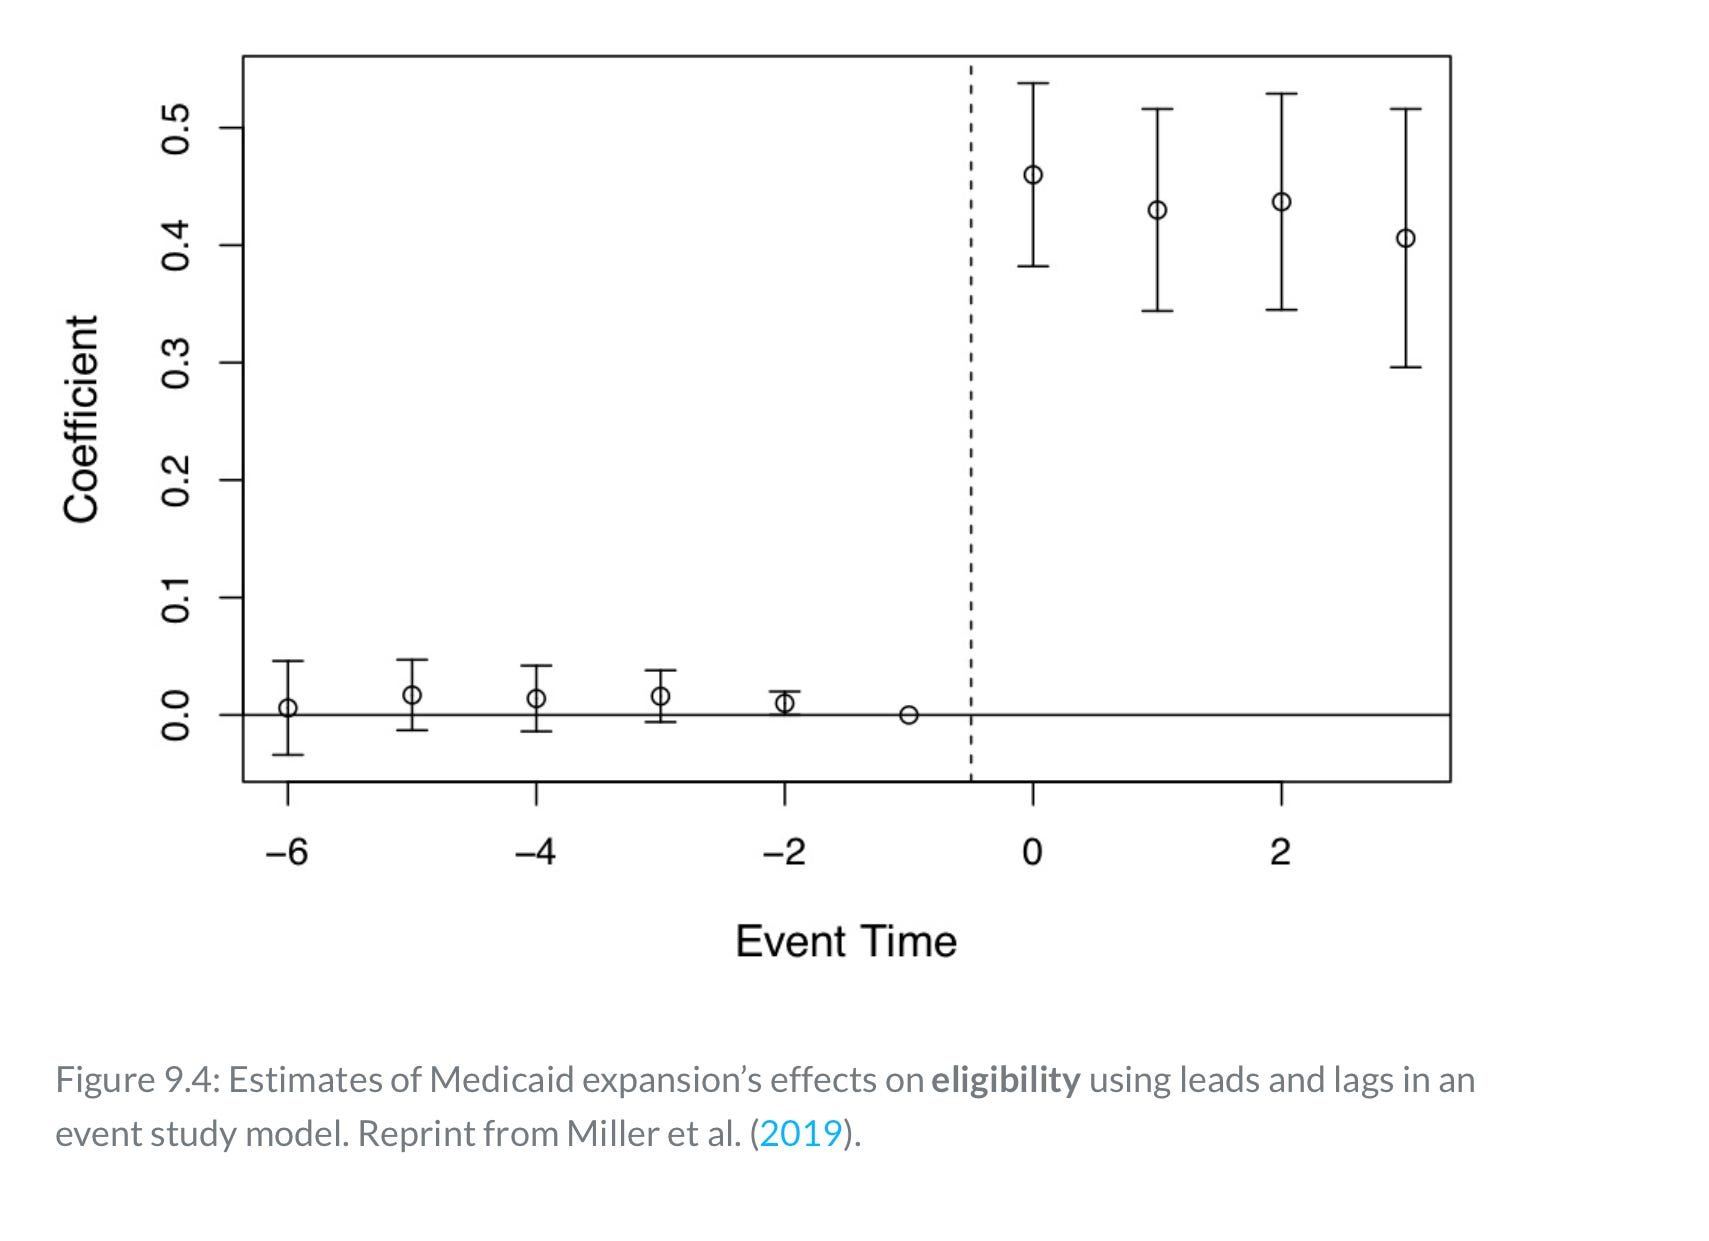 0.5
0.4
0.3
0.2
0.1
0.0
Coefficient
−6
−4
−2
0
2
Event Time
Figure 9.4: Estimates of Medicaid expansion’s effects on eligibility using leads and lags in an
event study model. Reprint from Miller et al. (2019).